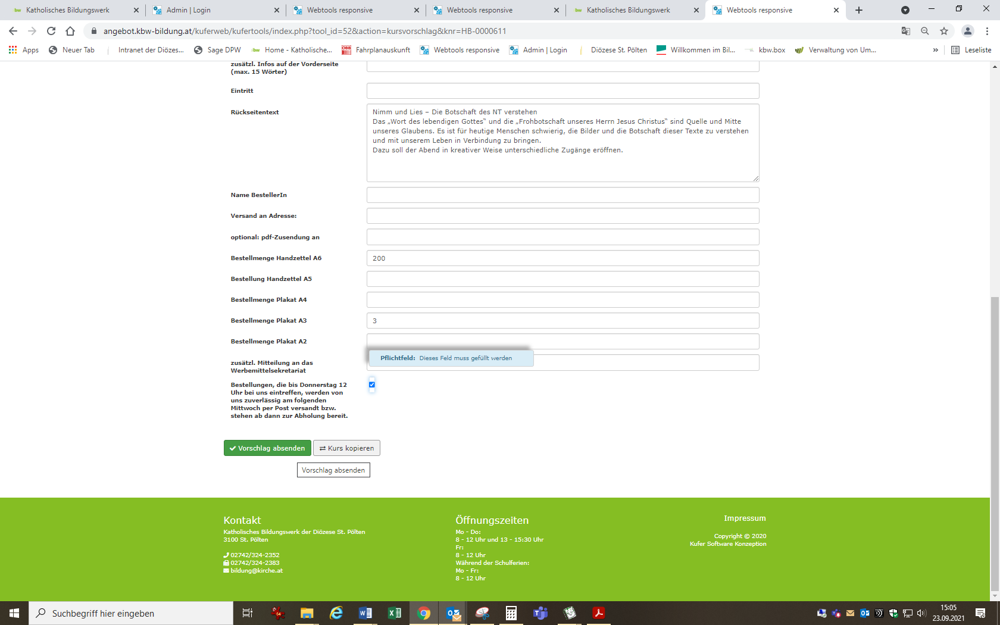 Katholisches Bildungswerk
Admin | Login
Webtools responsive
Webtools responsive
Katholisches Bildungswerk
Webtools responsive
angebot.kbw-bildung.at/kuferweb/kufertools/index.php?tool_id=52&action=kursvorschlag&knr=HB-0000611
Apps
Neuer Tab
Intranet der Diözes...
Sage DPW
Home - Katholische...
Fahrplanauskunft
Webtools responsive
Admin | Login
Diözese St. Pölten
Willkommen im Bil...
kbw.box
Verwaltung von Um...
»
Leseliste
zusätzl. Infos auf der Vorderseite
(max. 15 Wörter)
Eintritt
Rückseitentext
Nimm und Lies – Die Botschaft des NT verstehen
Das „Wort des lebendigen Gottes“ und die „Frohbotschaft unseres Herrn Jesus Christus“ sind Quelle und Mitte
unseres Glaubens. Es ist für heutige Menschen schwierig, die Bilder und die Botschaft dieser Texte zu verstehen
und mit unserem Leben in Verbindung zu bringen.
Dazu soll der Abend in kreativer Weise unterschiedliche Zugänge eröffnen.
Name BestellerIn
Versand an Adresse:
optional: pdf-Zusendung an
Bestellmenge Handzettel A6
200
Bestellung Handzettel A5
Bestellmenge Plakat A4
Bestellmenge Plakat A3
3
Bestellmenge Plakat A2
Pflichtfeld: Dieses Feld muss gefüllt werden
zusätzl. Mitteilung an das
Werbemittelsekretariat
Bestellungen, die bis Donnerstag 12
Uhr bei uns eintreffen, werden von
uns zuverlässig am folgenden
Mittwoch per Post versandt bzw.
stehen ab dann zur Abholung bereit.
Vorschlag absenden
Kurs kopieren
Vorschlag absenden
Kontakt
Katholisches Bildungswerk der Diözese St. Pölten
3100 St. Pölten
02742/324-2352
02742/324-2383
bildung@kirche.at
Öffnungszeiten
Mo - Do:
8 - 12 Uhr und 13 - 15:30 Uhr
Fr:
8 - 12 Uhr
Während der Schulferien:
Mo - Fr:
8 - 12 Uhr
Impressum
Copyright © 2020
Kufer Software Konzeption
Suchbegriff hier eingeben
15:05
23.09.2021